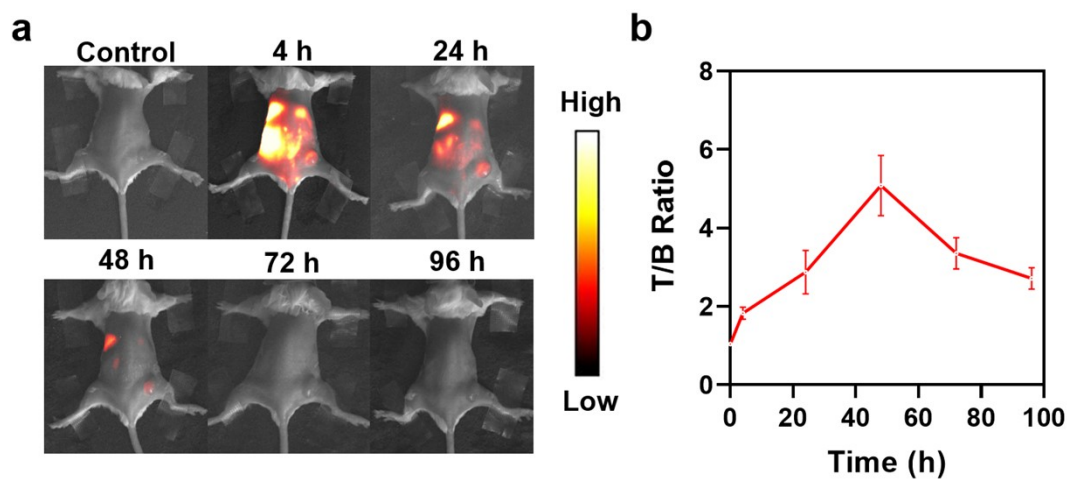 a
Control 4 h 24 h
48 h 72 h 96 h
High
Low
b
8
6
4
2
0
T/B Ratio
0 20 40 60 80 100
Time (h)